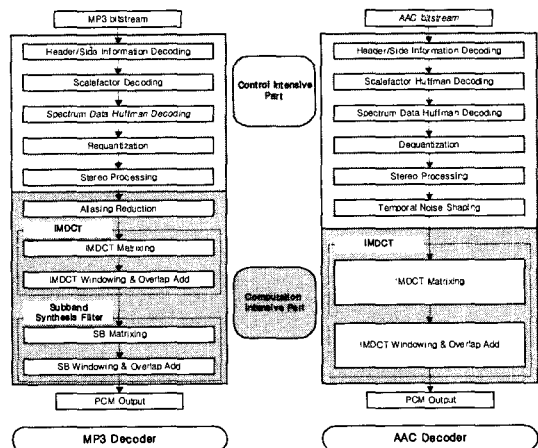 MP3 bitstream
Header/Side Information Decoding
Scalefactor Decoding
Spectrum Data Huffman Decoding
Requantization
Stereo Processing
Aliasing Reduction
IMDCT
IMDCT Matrixing
IMDCT Windowing & Overlap Add
Subband
Synthesis Filter
SB Matrixing
SB Windowing & Overlap Add
PCM Output
MP3 Decoder
Control Intensive
Part
Computation
Intensive Part
AAC bitstream
Header/Side Information Decoding
Scalefactor Huffman Decoding
Spectrum Data Huffman Decoding
Dequantization
Stereo Processing
Temporal Noise Shaping
IMDCT
IMDCT Matrixing
IMDCT Windowing & Overlap Add
PCM Output
AAC Decoder